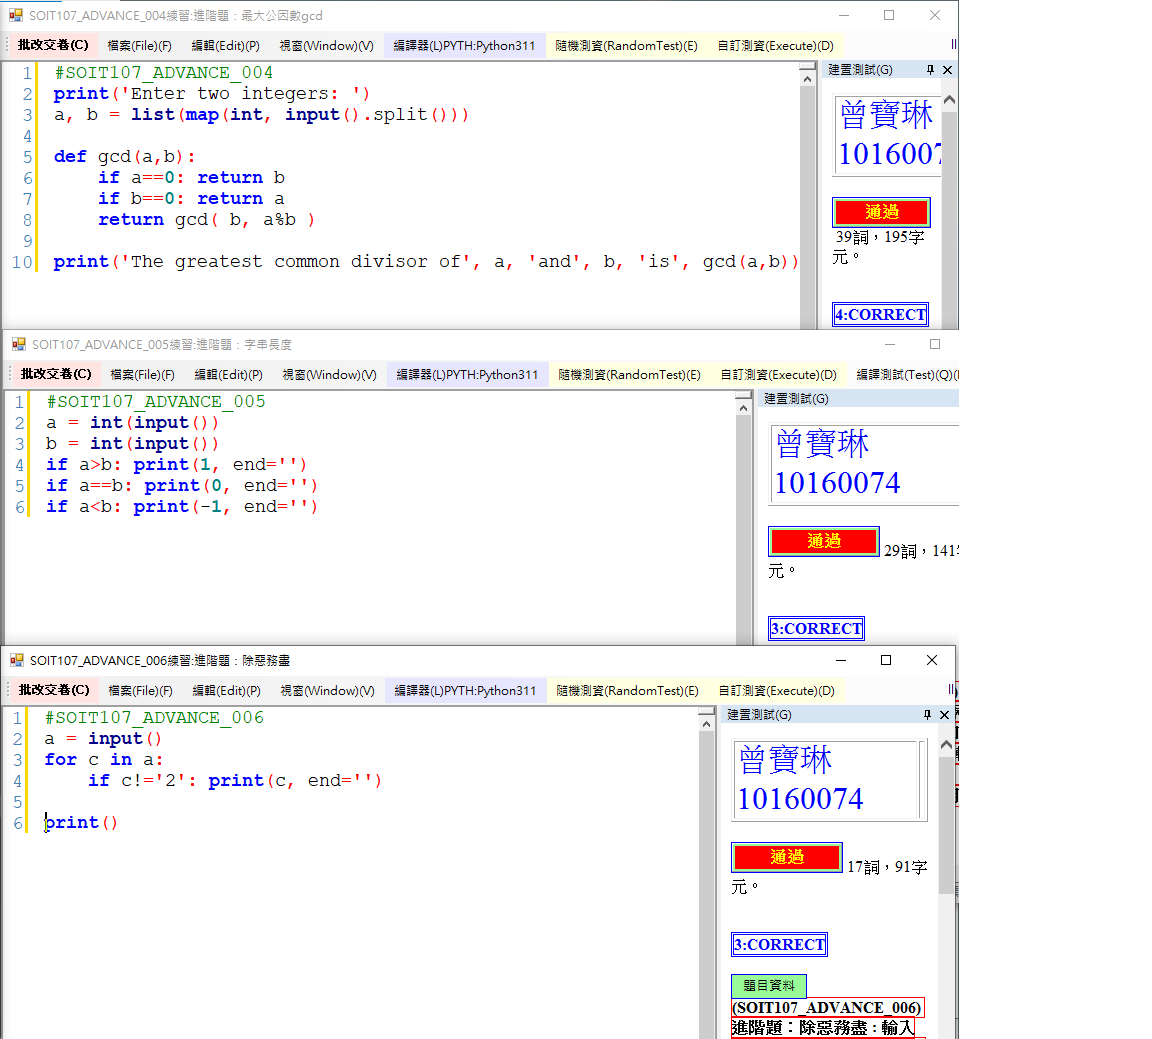 SOIT107_ADVANCE_004練習:進階題：最大公因數gcd
批改交卷(C) 檔案(File)(F) 編輯(Edit)(P) 視窗(Window)(V) 編譯器(L)PYTH:Python311 隨機測資(RandomTest)(E) 自訂測資(Execute)(D)
1 #SOIT107_ADVANCE_004
2 print('Enter two integers: ')
3 a, b = list(map(int, input().split()))
4
5 def gcd(a,b):
6     if a==0: return b
7     if b==0: return a
8     return gcd( b, a%b )
9
10 print('The greatest common divisor of', a, 'and', b, 'is', gcd(a,b))
建置測試(G)
曾寶琳
1016007
通過
39詞，195字
元。
4:CORRECT
SOIT107_ADVANCE_005練習:進階題：字串長度
批改交卷(C) 檔案(File)(F) 編輯(Edit)(P) 視窗(Window)(V) 編譯器(L)PYTH:Python311 隨機測資(RandomTest)(E) 自訂測資(Execute)(D) 編譯測試(Test)(Q)(
1 #SOIT107_ADVANCE_005
2 a = int(input())
3 b = int(input())
4 if a>b: print(1, end='')
5 if a==b: print(0, end='')
6 if a<b: print(-1, end='')
建置測試(G)
曾寶琳
10160074
通過 29詞，141
元。
3:CORRECT
SOIT107_ADVANCE_006練習:進階題：除惡務盡
批改交卷(C) 檔案(File)(F) 編輯(Edit)(P) 視窗(Window)(V) 編譯器(L)PYTH:Python311 隨機測資(RandomTest)(E) 自訂測資(Execute)(D)
1 #SOIT107_ADVANCE_006
2 a = input()
3 for c in a:
4     if c!='2': print(c, end='')
5
6 print()
建置測試(G)
曾寶琳
10160074
通過 17詞，91字
元。
3:CORRECT
題目資料
(SOIT107_ADVANCE_006)
進階題：除惡務盡 : 輸入